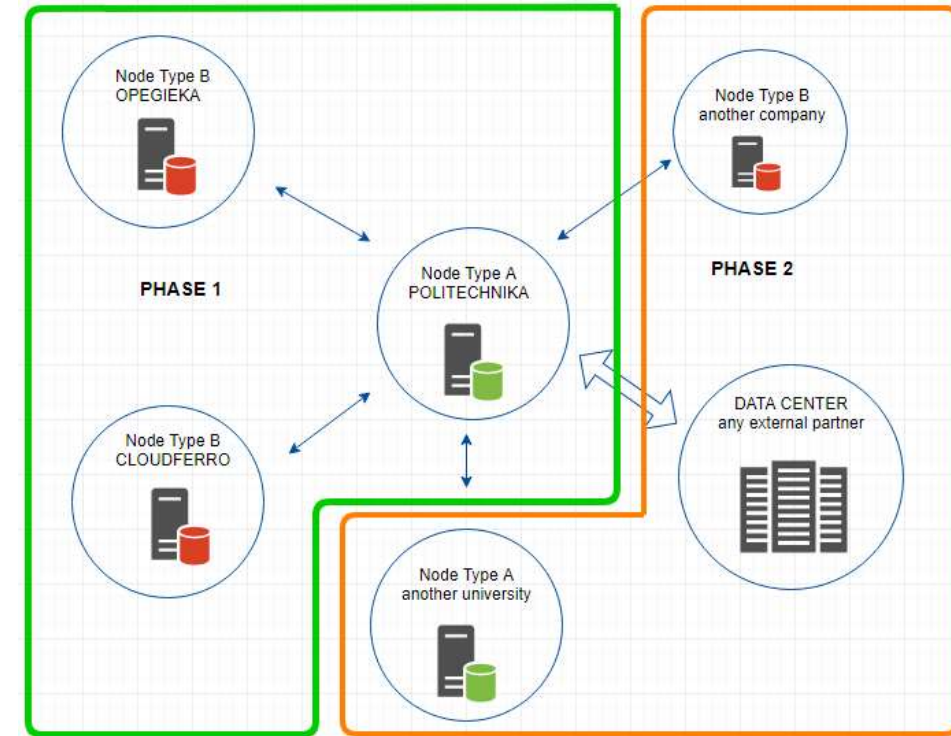 Node Type B
OPEGIEKA
Node Type B
another company
PHASE 1
Node Type A
POLITECHNIKA
PHASE 2
Node Type B
CLOUDFERRO
DATA CENTER
any external partner
Node Type A
another university